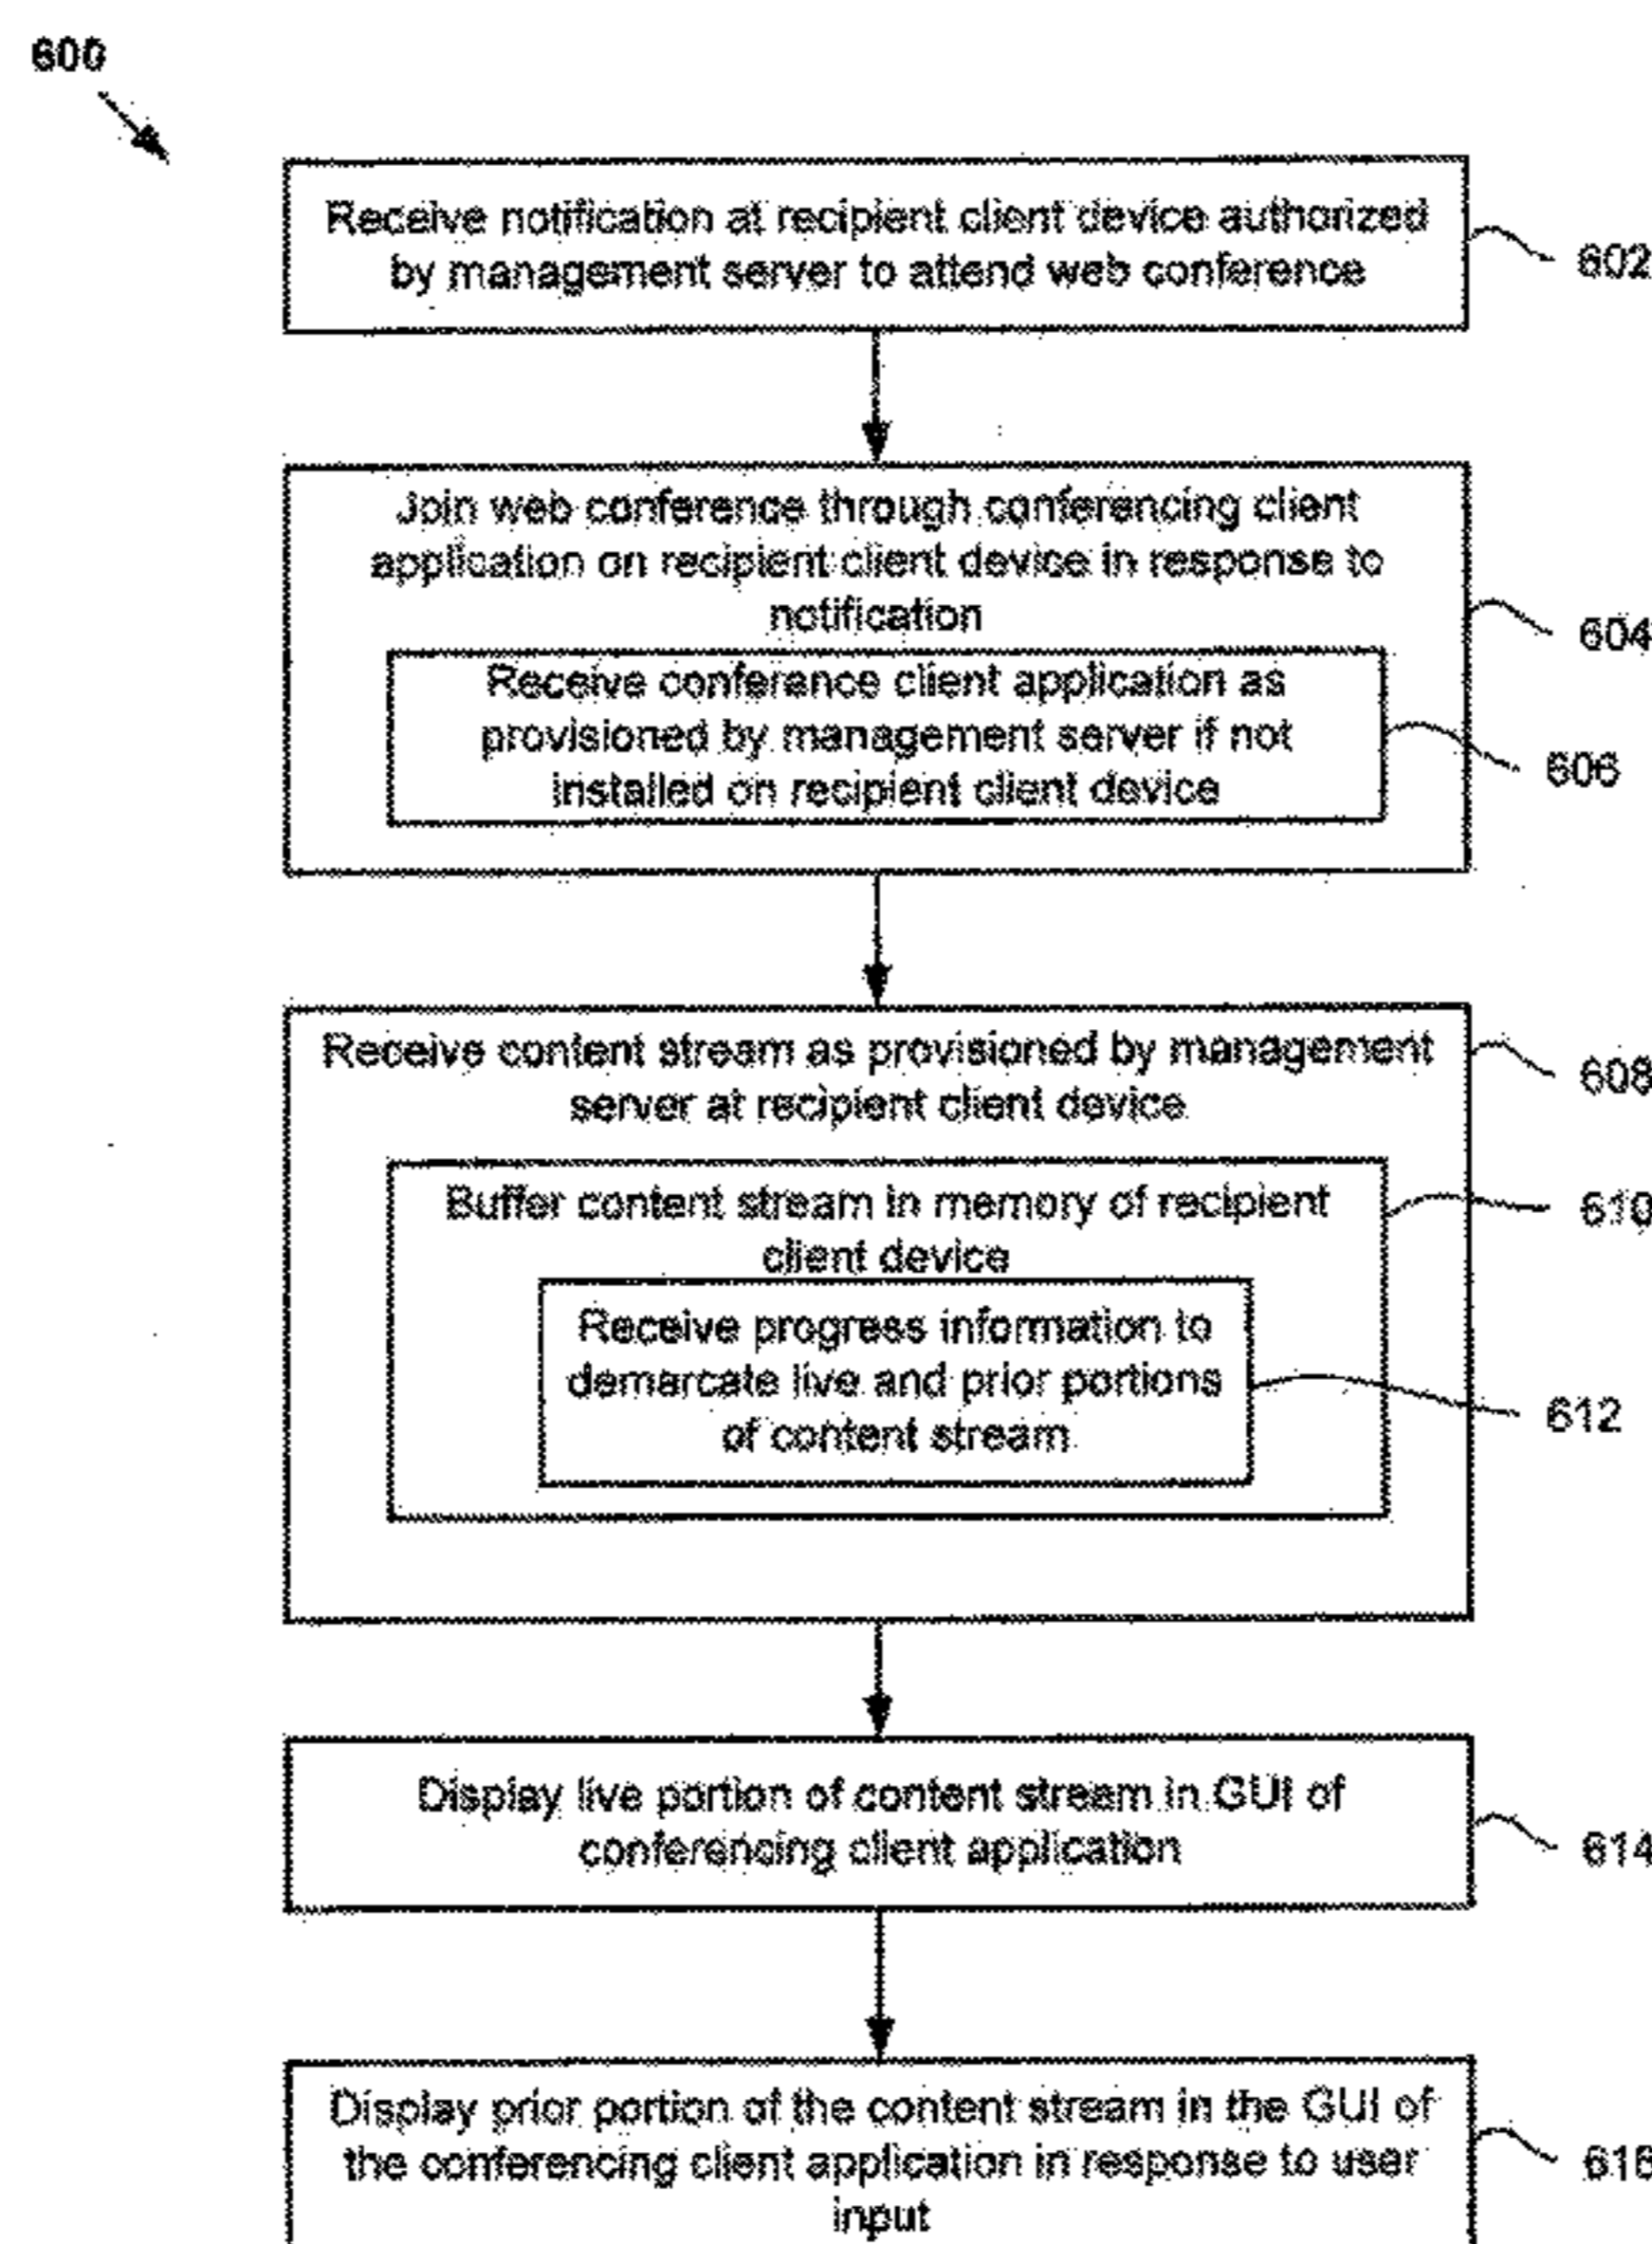 600
Receive notification at recipient client device authorized
by management server to attend web conference
602
Join web conference through conferencing client
application on recipient client device in response to
notification
604
Receive conference client application as
provisioned by management server if not
installed on recipient client device
606
Receive content stream as provisioned by management
server at recipient client device
608
Buffer content stream in memory of recipient
client device
610
Receive progress information to
demarcate live and prior portions
of content stream
612
Display live portion of content stream in GUI of
conferencing client application
614
Display prior portion of the content stream in the GUI of
the conferencing client application in response to user
input
616